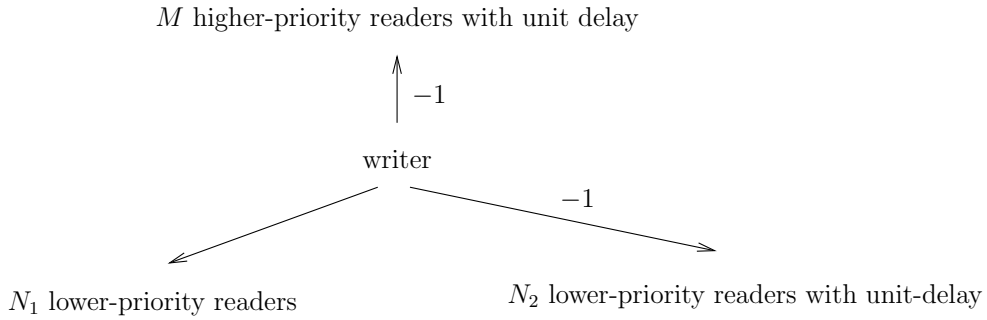 M higher-priority readers with unit delay
−1
writer
−1
N₁ lower-priority readers
N₂ lower-priority readers with unit-delay